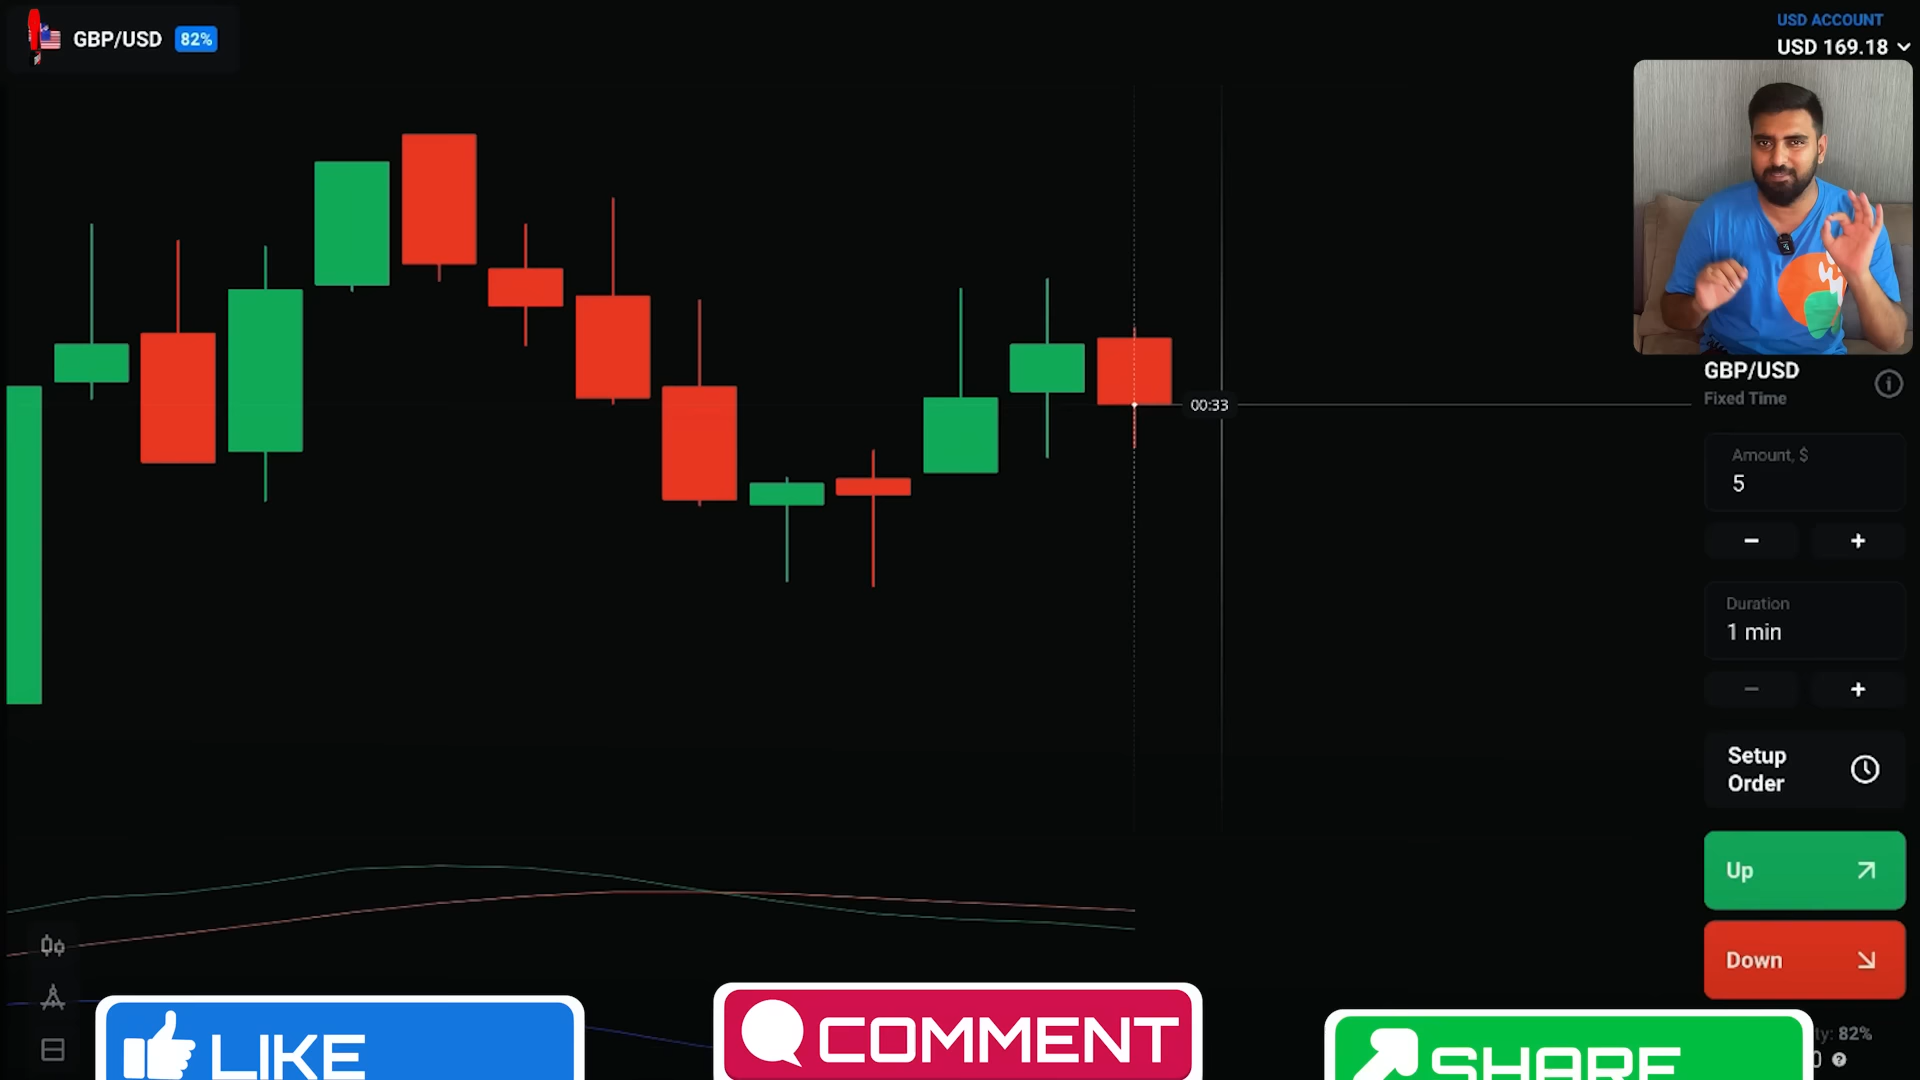 GBP/USD 82%
USD ACCOUNT
USD 169.18
00:33
GBP/USD
Fixed Time
Amount, $
5
Duration
1 min
Setup
Order
Up
Down
82%
LIKE
COMMENT
SHARE